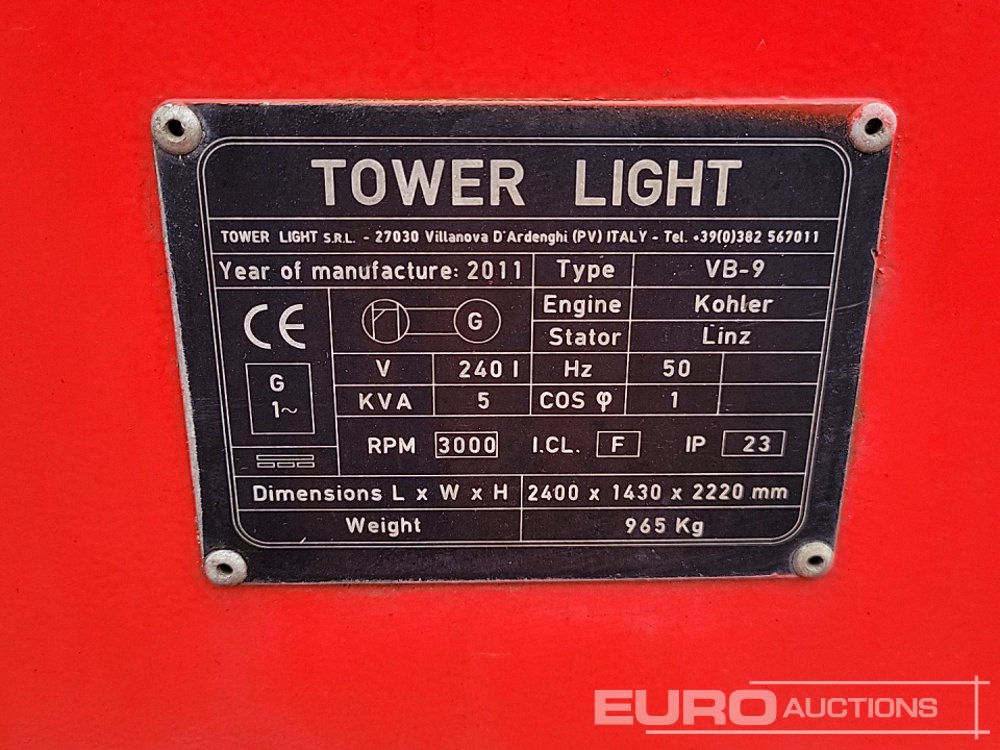 TOWER LIGHT
TOWER LIGHT S.R.L. - 27030 Villanova D'Ardenghi (PV) ITALY - Tel. +39(0)382 567011
Year of manufacture: 2011 Type VB-9
Engine Kohler
CE G
Stator Linz
V 240 I Hz 50
G
1~
KVA 5 COS φ 1
RPM 3000 I.CL. F IP 23
Dimensions L x W x H 2400 x 1430 x 2220 mm
Weight 965 Kg
EURO AUCTIONS